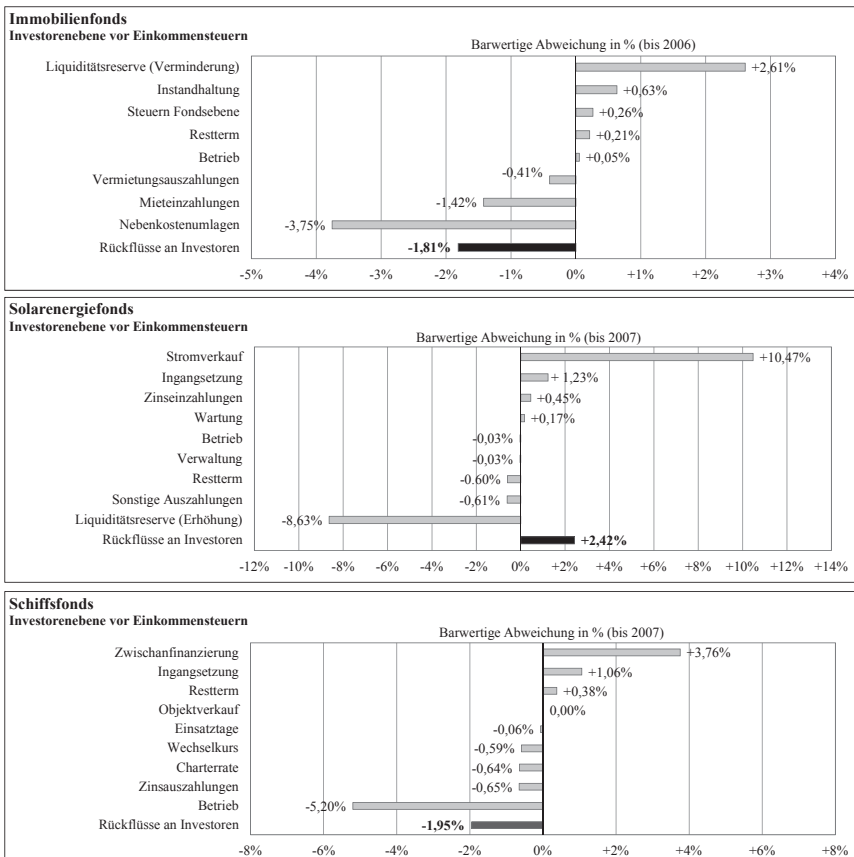 Immobilienfonds
Investorenebene vor Einkommensteuern
Barwertige Abweichung in % (bis 2006)
Liquiditätsreserve (Verminderung) +2,61%
Instandhaltung +0,63%
Steuern Fondsebene +0,26%
Restterm +0,21%
Betrieb +0,05%
Vermietungsauszahlungen -0,41%
Mieteinzahlungen -1,42%
Nebenkostenumlagen -3,75%
Rückflüsse an Investoren -1,81%
-5% -4% -3% -2% -1% 0% +1% +2% +3% +4%
Solarenergiefonds
Investorenebene vor Einkommensteuern
Barwertige Abweichung in % (bis 2007)
Stromverkauf +10,47%
Ingangsetzung + 1,23%
Zinseinzahlungen +0,45%
Wartung +0,17%
Betrieb -0,03%
Verwaltung -0,03%
Restterm -0.60%
Sonstige Auszahlungen -0,61%
Liquiditätsreserve (Erhöhung) -8,63%
Rückflüsse an Investoren +2,42%
-12% -10% -8% -6% -4% -2% 0% +2% +4% +6% +8% +10% +12% +14%
Schiffsfonds
Investorenebene vor Einkommensteuern
Barwertige Abweichung in % (bis 2007)
Zwischanfinanzierung +3,76%
Ingangsetzung +1,06%
Restterm +0,38%
Objektverkauf 0,00%
Einsatztage -0,06%
Wechselkurs -0,59%
Charterrate -0,64%
Zinsauszahlungen -0,65%
Betrieb -5,20%
Rückflüsse an Investoren -1,95%
-8% -6% -4% -2% 0% +2% +4% +6% +8%